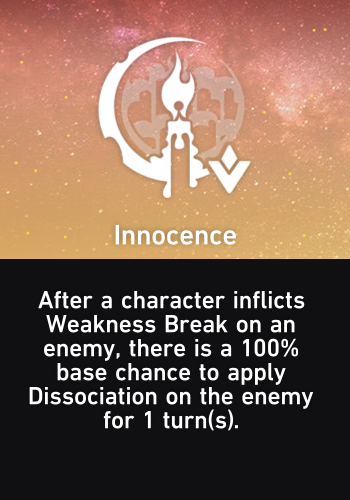 Innocence
After a character inflicts
Weakness Break on an
enemy, there is a 100%
base chance to apply
Dissociation on the enemy
for 1 turn(s).